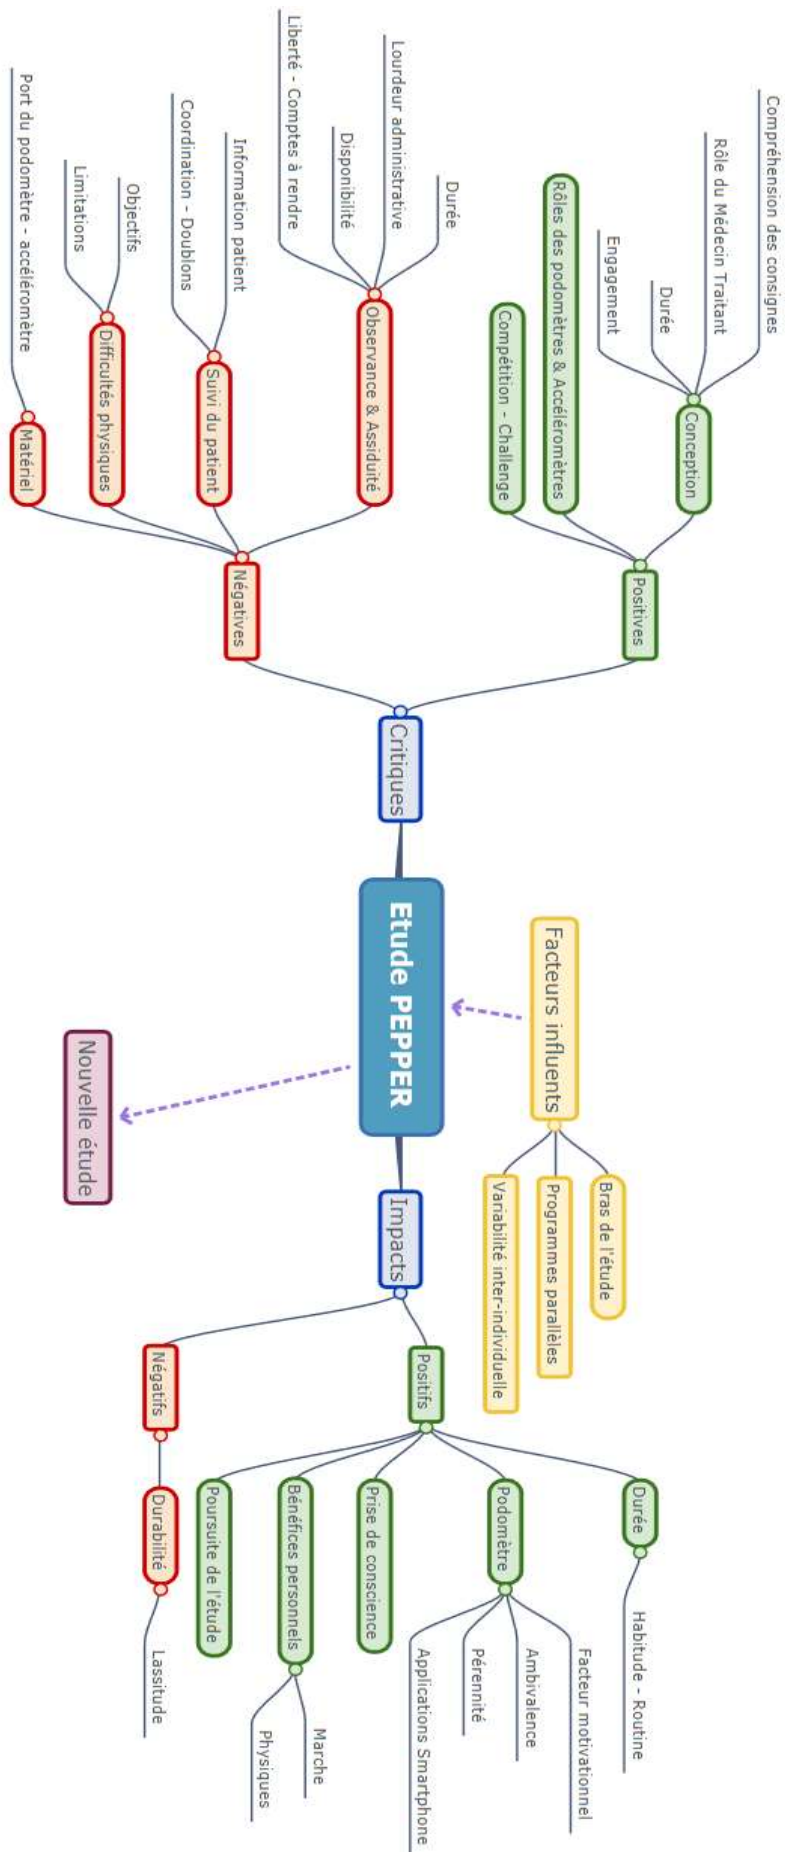 Compréhension des consignes
Rôle du Médecin Traitant
Durée
Engagement
Conception
Rôles des podomètres & Accéléromètres
Compétition - Challenge
Positives
Durée
Lourdeur administrative
Disponibilité
Liberté - Comptes à rendre
Observance & Assiduité
Information patient
Coordination - Doublons
Suivi du patient
Objectifs
Limitations
Difficultés physiques
Port du podomètre - accéléromètre
Matériel
Négatives
Critiques
Etude PEPPER
Facteurs influents
Bras de l'étude
Programmes parallèles
Variabilité inter-individuelle
Nouvelle étude
Impacts
Positifs
Durée
Habitude - Routine
Podomètre
Facteur motivationnel
Ambivalence
Pérennité
Applications Smartphone
Prise de conscience
Bénéfices personnels
Marche
Physiques
Poursuite de l'étude
Négatifs
Durabilité
Lassitude